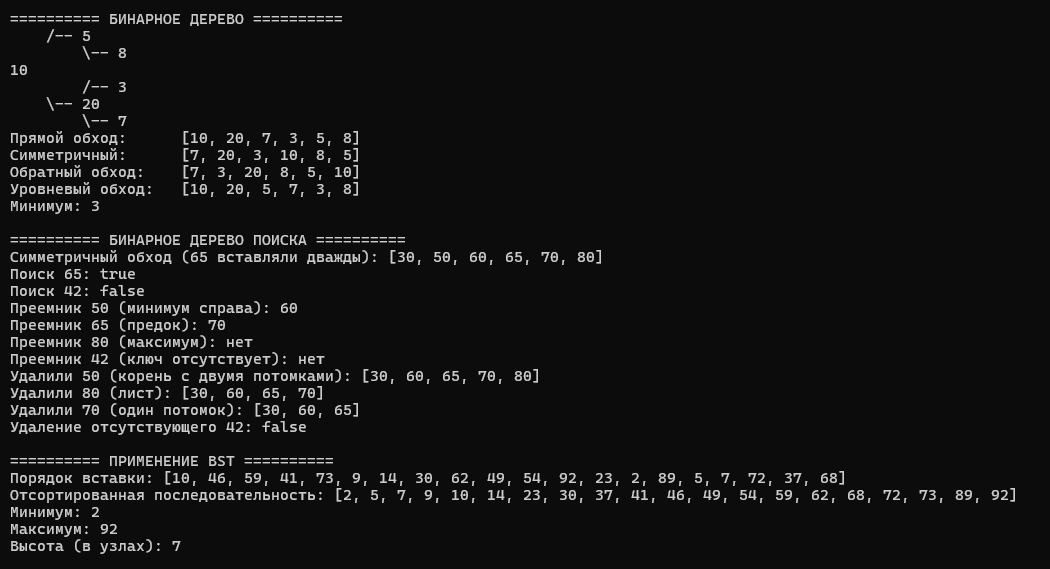 ========== БИНАРНОЕ ДЕРЕВО ==========
    /-- 5
        \-- 8
10
        /-- 3
    \-- 20
        \-- 7
Прямой обход:      [10, 20, 7, 3, 5, 8]
Симметричный:      [7, 20, 3, 10, 8, 5]
Обратный обход:    [7, 3, 20, 8, 5, 10]
Уровневый обход:   [10, 20, 5, 7, 3, 8]
Минимум: 3

========== БИНАРНОЕ ДЕРЕВО ПОИСКА ==========
Симметричный обход (65 вставляли дважды): [30, 50, 60, 65, 70, 80]
Поиск 65: true
Поиск 42: false
Преемник 50 (минимум справа): 60
Преемник 65 (предок): 70
Преемник 80 (максимум): нет
Преемник 42 (ключ отсутствует): нет
Удалили 50 (корень с двумя потомками): [30, 60, 65, 70, 80]
Удалили 80 (лист): [30, 60, 65, 70]
Удалили 70 (один потомок): [30, 60, 65]
Удаление отсутствующего 42: false

========== ПРИМЕНЕНИЕ BST ==========
Порядок вставки: [10, 46, 59, 41, 73, 9, 14, 30, 62, 49, 54, 92, 23, 2, 89, 5, 7, 72, 37, 68]
Отсортированная последовательность: [2, 5, 7, 9, 10, 14, 23, 30, 37, 41, 46, 49, 54, 59, 62, 68, 72, 73, 89, 92]
Минимум: 2
Максимум: 92
Высота (в узлах): 7